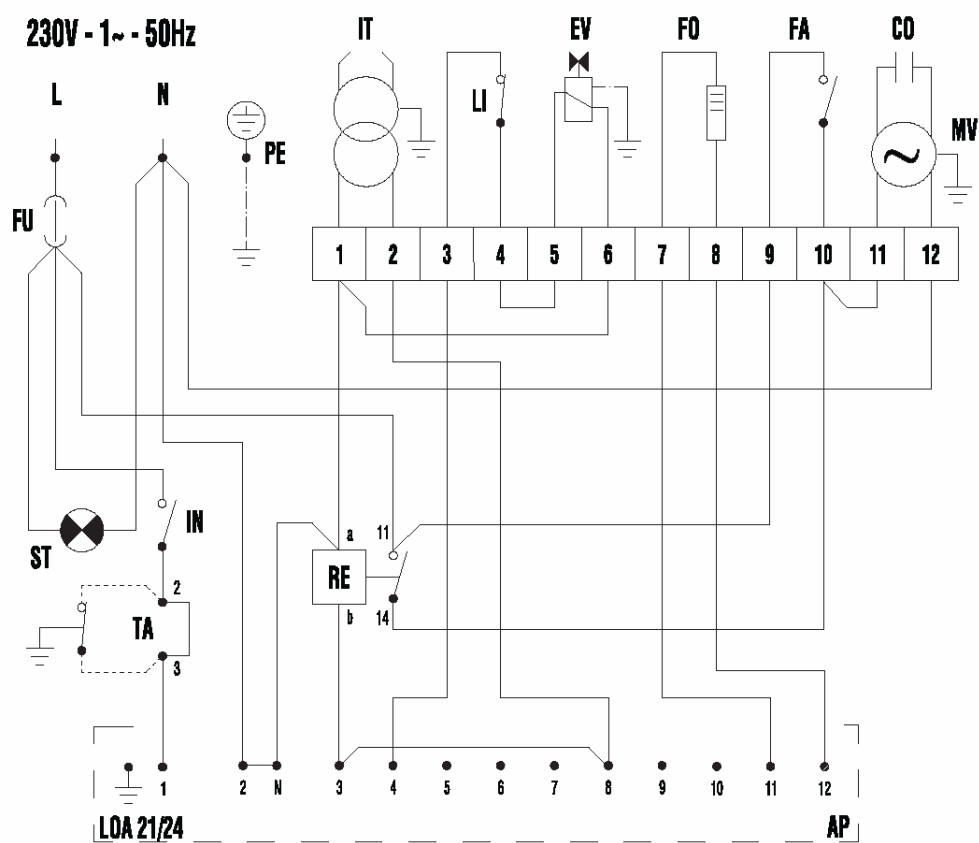 230V - 1~ - 50Hz
IT EV FO FA CO
L N
LI
PE
MV
FU
1 2 3 4 5 6 7 8 9 10 11 12
IN
ST
a 11
RE
b 14
2
TA
3
1 2 N 3 4 5 6 7 8 9 10 11 12
LOA 21/24 AP